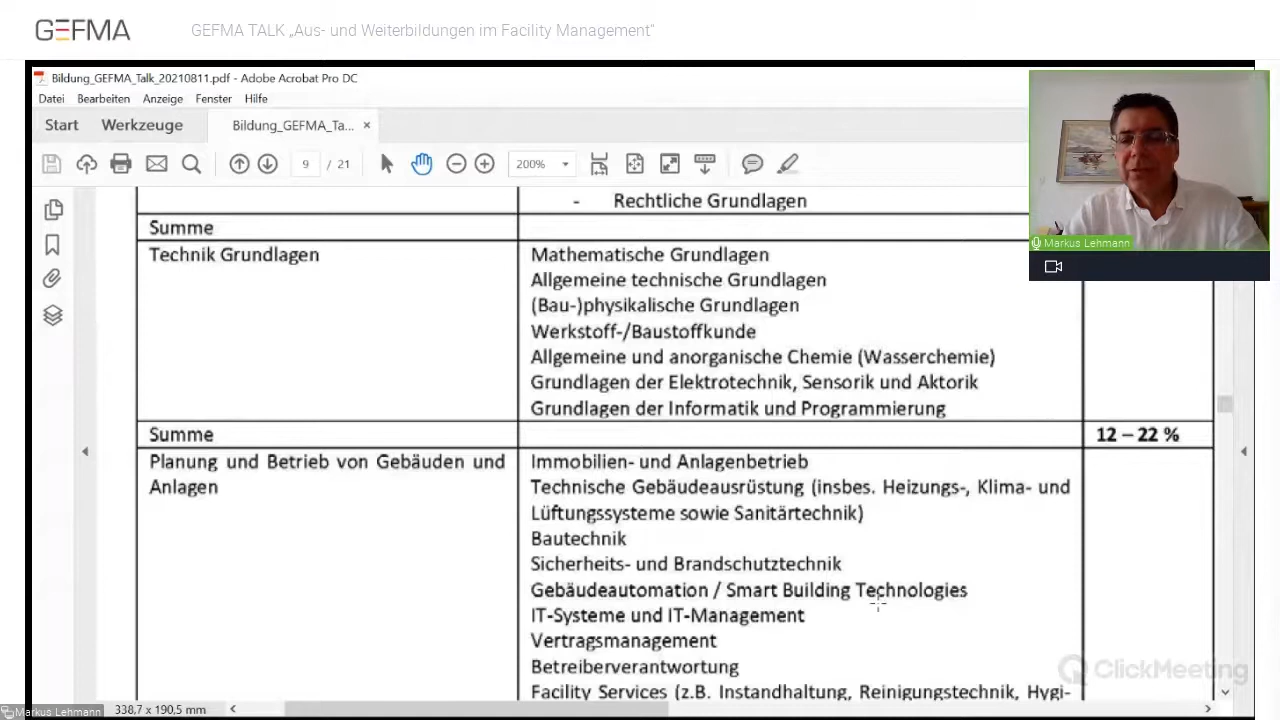 GEFMA
GEFMA TALK „Aus- und Weiterbildungen im Facility Management“
Bildung_GEFMA_Talk_20210811.pdf - Adobe Acrobat Pro DC
Datei Bearbeiten Anzeige Fenster Hilfe
Start Werkzeuge Bildung_GEFMA_Ta... ×
9 / 21 200%
Markus Lehmann
- Rechtliche Grundlagen
Summe
Technik Grundlagen
Mathematische Grundlagen
Allgemeine technische Grundlagen
(Bau-)physikalische Grundlagen
Werkstoff-/Baustoffkunde
Allgemeine und anorganische Chemie (Wasserchemie)
Grundlagen der Elektrotechnik, Sensorik und Aktorik
Grundlagen der Informatik und Programmierung
Summe 12 – 22 %
Planung und Betrieb von Gebäuden und
Anlagen
Immobilien- und Anlagenbetrieb
Technische Gebäudeausrüstung (insbes. Heizungs-, Klima- und
Lüftungssysteme sowie Sanitärtechnik)
Bautechnik
Sicherheits- und Brandschutztechnik
Gebäudeautomation / Smart Building Technologies
IT-Systeme und IT-Management
Vertragsmanagement
Betreiberverantwortung
Facility Services (z.B. Instandhaltung, Reinigungstechnik, Hygi-
ClickMeeting
Markus Lehmann
338,7 x 190,5 mm